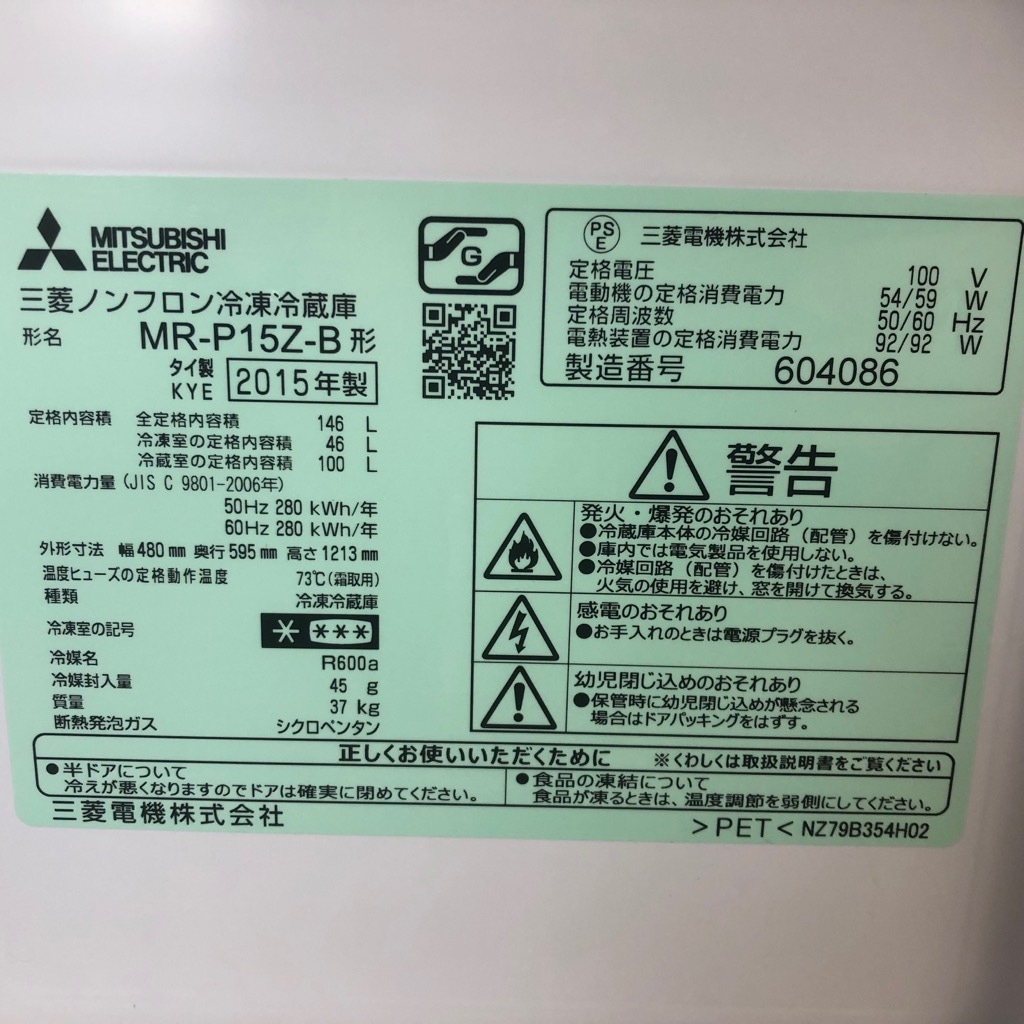 MITSUBISHI
ELECTRIC
三菱ノンフロン冷凍冷蔵庫
形名 MR-P15Z-B 形
タイ製
KYE 2015年製
G
PS
E
三菱電機株式会社
定格電圧 100 V
電動機の定格消費電力 54/59 W
定格周波数 50/60 Hz
電熱装置の定格消費電力 92/92 W
製造番号 604086
定格内容積 全定格内容積 146 L
冷凍室の定格内容積 46 L
冷蔵室の定格内容積 100 L
消費電力量 (JIS C 9801-2006年)
50Hz 280 kWh/年
60Hz 280 kWh/年
外形寸法 幅480mm 奥行595mm 高さ1213mm
温度ヒューズの定格動作温度 73℃(霜取用)
種類 冷凍冷蔵庫
冷凍室の記号 * ***
冷媒名 R600a
冷媒封入量 45 g
質量 37 kg
断熱発泡ガス シクロペンタン
警告
発火・爆発のおそれあり
●冷蔵庫本体の冷媒回路(配管)を傷付けない。
●庫内では電気製品を使用しない。
●冷媒回路(配管)を傷付けたときは、
火気の使用を避け、窓を開けて換気する。
感電のおそれあり
●お手入れのときは電源プラグを抜く。
幼児閉じ込めのおそれあり
●保管時に幼児閉じ込めが懸念される
場合はドアパッキングをはずす。
正しくお使いいただくために ※くわしくは取扱説明書をご覧ください
●半ドアについて
冷えが悪くなりますのでドアは確実に閉めてください。
●食品の凍結について
食品が凍るときは、温度調節を弱側にしてください。
三菱電機株式会社
>PET< NZ79B354H02